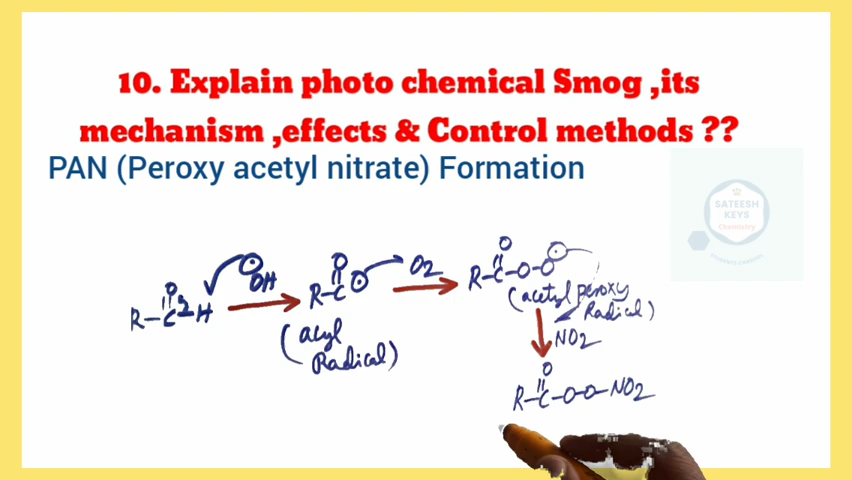 10. Explain photo chemical Smog ,its
mechanism ,effects & Control methods ??
PAN (Peroxy acetyl nitrate) Formation
SATEESH
KEYS
Chemistry
R-C-H
O
OH
R-C
O
(acyl
Radical)
O2
R-C-O-O
O
(acetyl peroxy
Radical)
NO2
O
R-C-O-O-NO2